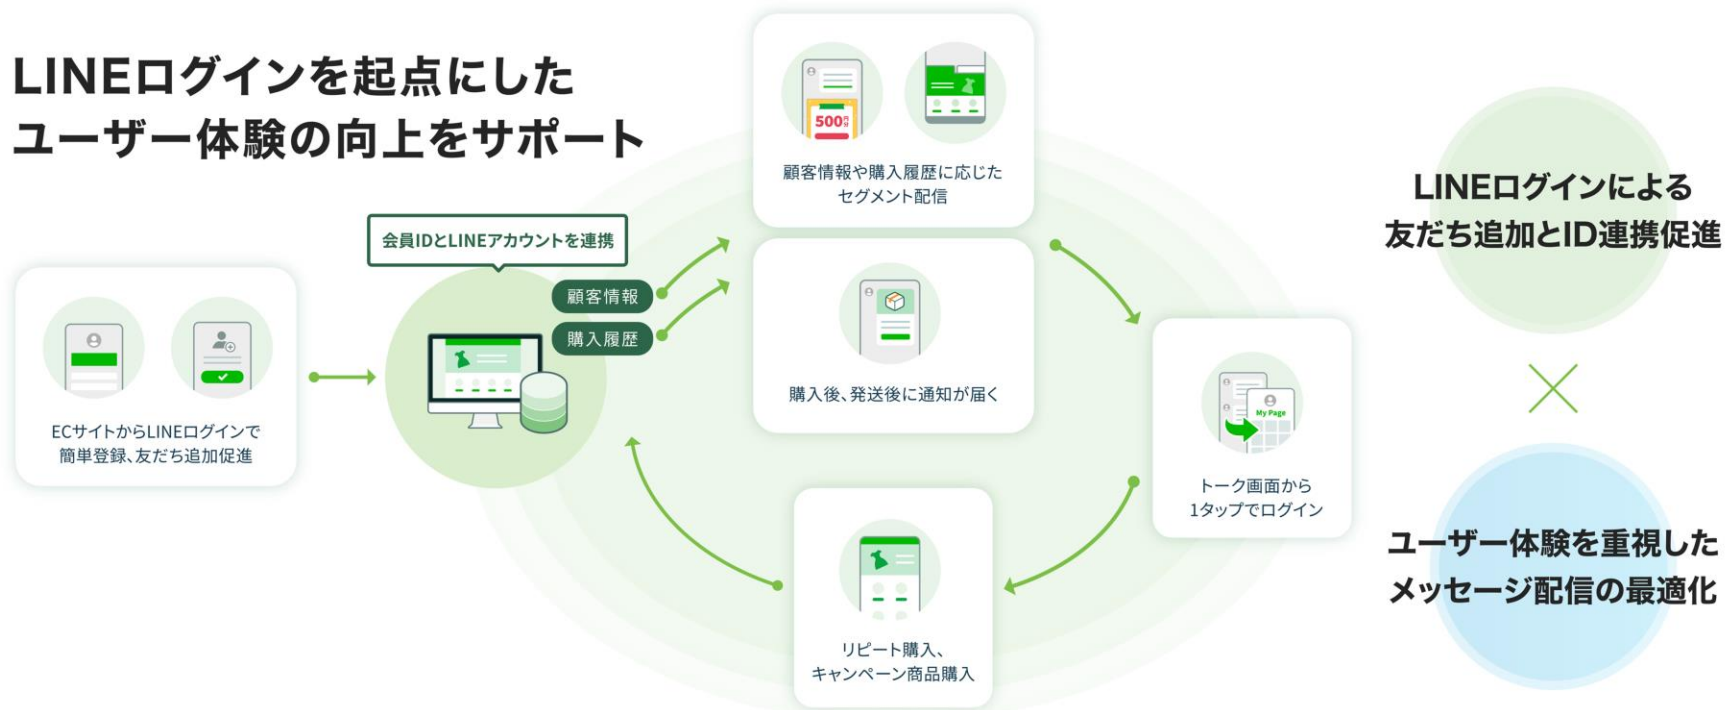 LINEログインを起点にした
ユーザー体験の向上をサポート
ECサイトからLINEログインで
簡単登録、友だち追加促進
会員IDとLINEアカウントを連携
顧客情報
購入履歴
500円分
顧客情報や購入履歴に応じた
セグメント配信
購入後、発送後に通知が届く
My Page
トーク画面から
1タップでログイン
リピート購入、
キャンペーン商品購入
LINEログインによる
友だち追加とID連携促進
×
ユーザー体験を重視した
メッセージ配信の最適化